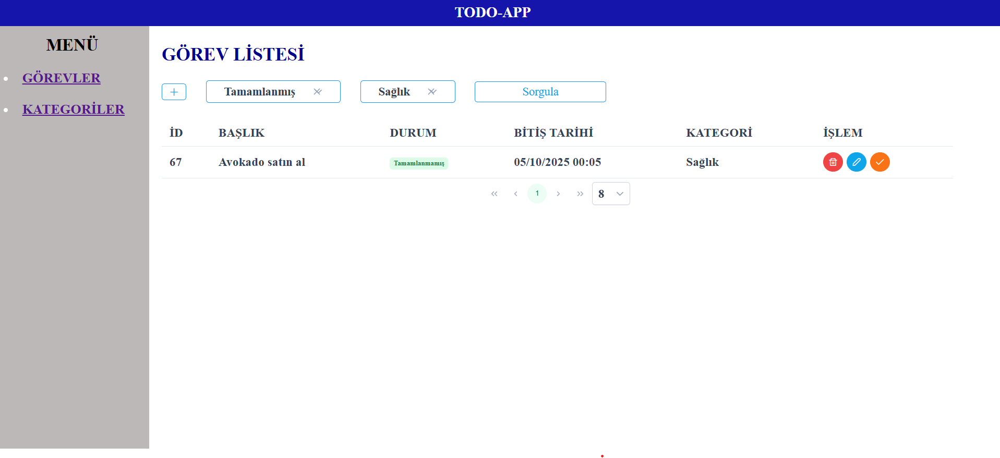 TODO-APP
MENÜ
GÖREVLER
KATEGORİLER
GÖREV LİSTESİ
+ Tamamlanmış Sağlık Sorgula
İD BAŞLIK DURUM BİTİŞ TARİHİ KATEGORİ İŞLEM
67 Avokado satın al Tamamlanmamış 05/10/2025 00:05 Sağlık
« ‹ 1 › » 8